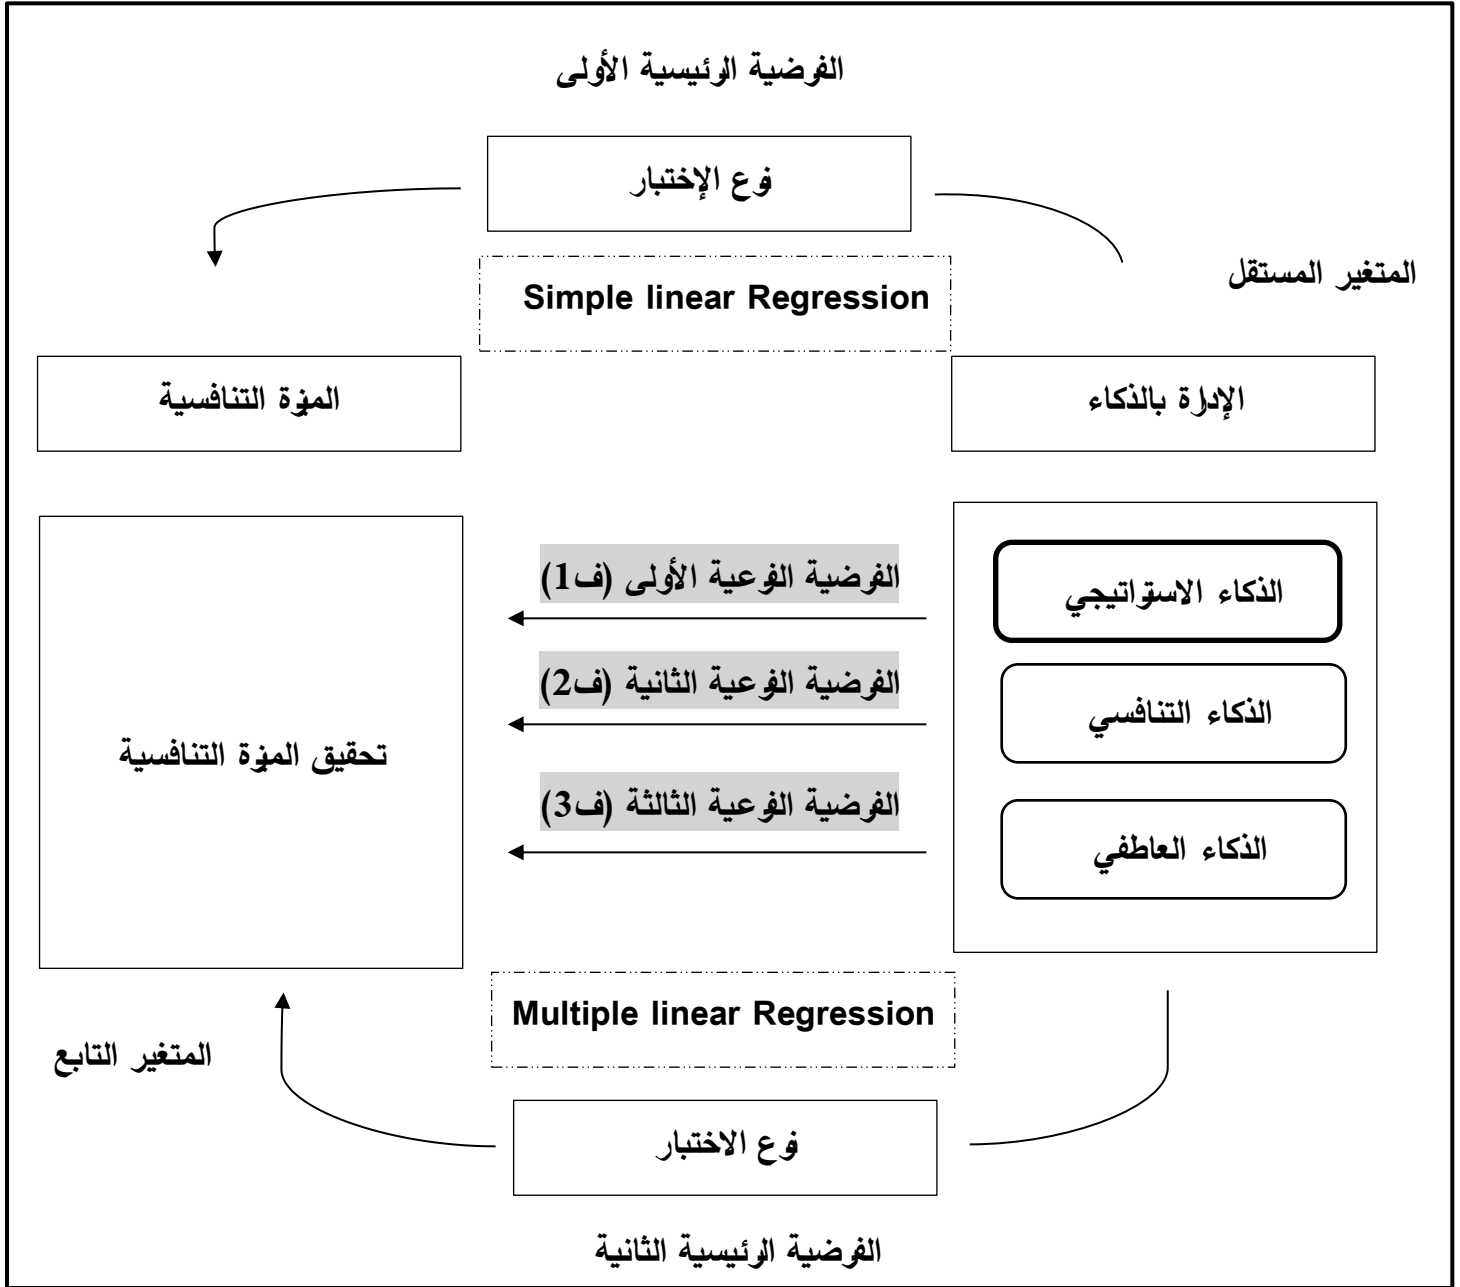 الفرضية الرئيسية الأولى
نوع الإختبار
المتغير المستقل
Simple linear Regression
الإدارة بالذكاء
الميزة التنافسية
الذكاء الاستراتيجي
الفرضية الفرعية الأولى (ف1)
الذكاء التنافسي
الفرضية الفرعية الثانية (ف2)
تحقيق الميزة التنافسية
الفرضية الفرعية الثالثة (ف3)
الذكاء العاطفي
Multiple linear Regression
المتغير التابع
نوع الاختبار
الفرضية الرئيسية الثانية